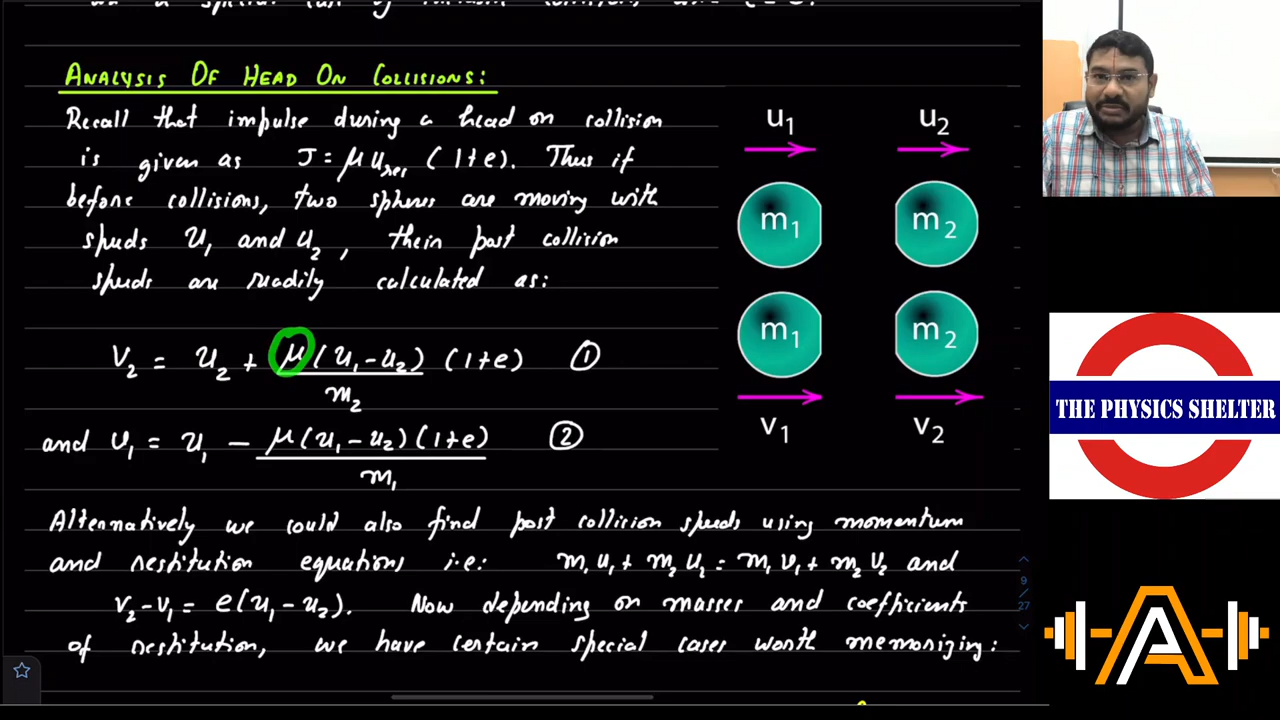 ANALYSIS OF HEAD ON COLLISIONS:
Recall that impulse during a head on collision
is given as J = μ u_rel (1+e). Thus if
before collisions, two spheres are moving with
speeds u₁ and u₂, then post collision
speeds are readily calculated as:
V₂ = u₂ + μ(u₁-u₂) (1+e) ①
m₂
and v₁ = u₁ - μ(u₁-u₂)(1+e) ②
m₁
Alternatively we could also find post collision speeds using momentum
and restitution equations i.e: m₁u₁ + m₂u₂ = m₁v₁ + m₂v₂ and
v₂-v₁ = e(u₁-u₂). Now depending on masses and coefficients
of restitution, we have certain special cases worth memorizing:
u₁ u₂
m₁ m₂
m₁ m₂
v₁ v₂
THE PHYSICS SHELTER
A
9
/
27